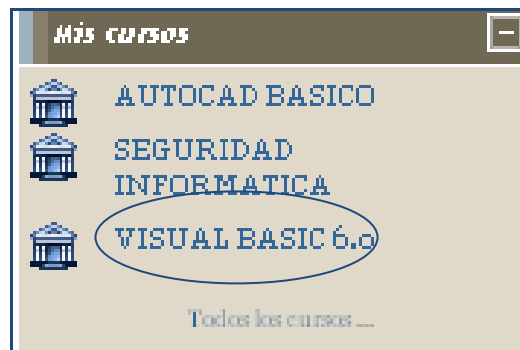 Mis cursos
AUTOCAD BASICO
SEGURIDAD
INFORMATICA
VISUAL BASIC 6.0
Todos los cursos ...